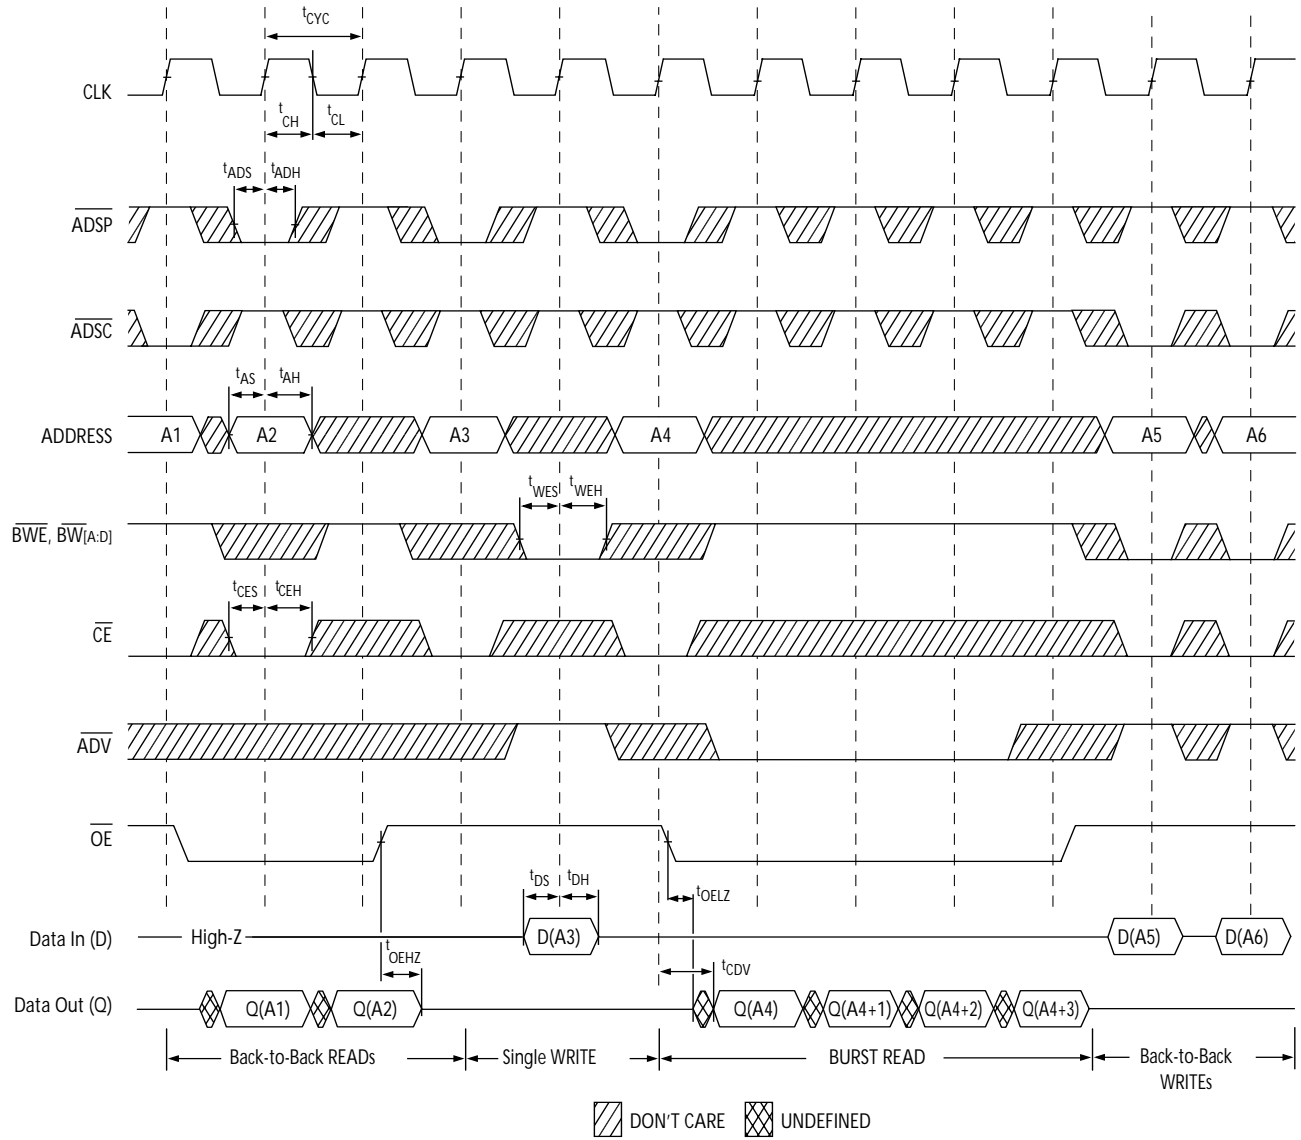 tCYC
CLK
tCH
tCL
tADS
tADH
ADSP
ADSC
tAS
tAH
ADDRESS
A1
A2
A3
A4
A5
A6
tWES
tWEH
BWE, BW[A:D]
tCES
tCEH
CE
ADV
OE
tDS
tDH
tOELZ
Data In (D)
High-Z
D(A3)
D(A5)
D(A6)
tOEHZ
tCDV
Data Out (Q)
Q(A1)
Q(A2)
Q(A4)
Q(A4+1)
Q(A4+2)
Q(A4+3)
Back-to-Back READs
Single WRITE
BURST READ
Back-to-Back
WRITEs
DON'T CARE
UNDEFINED